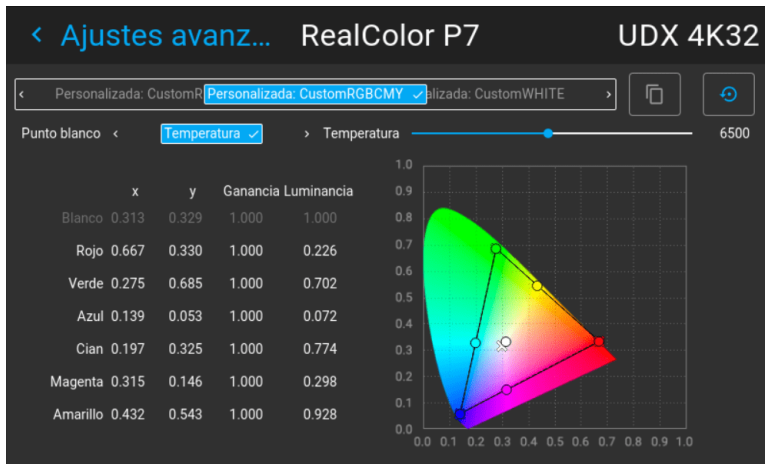 ‹ Ajustes avanz... RealColor P7 UDX 4K32
‹ Personalizada: CustomR Personalizada: CustomRGBCMY ✓ alizada: CustomWHITE ›
Punto blanco ‹ Temperatura ✓ › Temperatura 6500
x y Ganancia Luminancia
Blanco 0.313 0.329 1.000 1.000
Rojo 0.667 0.330 1.000 0.226
Verde 0.275 0.685 1.000 0.702
Azul 0.139 0.053 1.000 0.072
Cian 0.197 0.325 1.000 0.774
Magenta 0.315 0.146 1.000 0.298
Amarillo 0.432 0.543 1.000 0.928
1.0
0.9
0.8
0.7
0.6
0.5
0.4
0.3
0.2
0.1
0.0
0.0 0.1 0.2 0.3 0.4 0.5 0.6 0.7 0.8 0.9 1.0